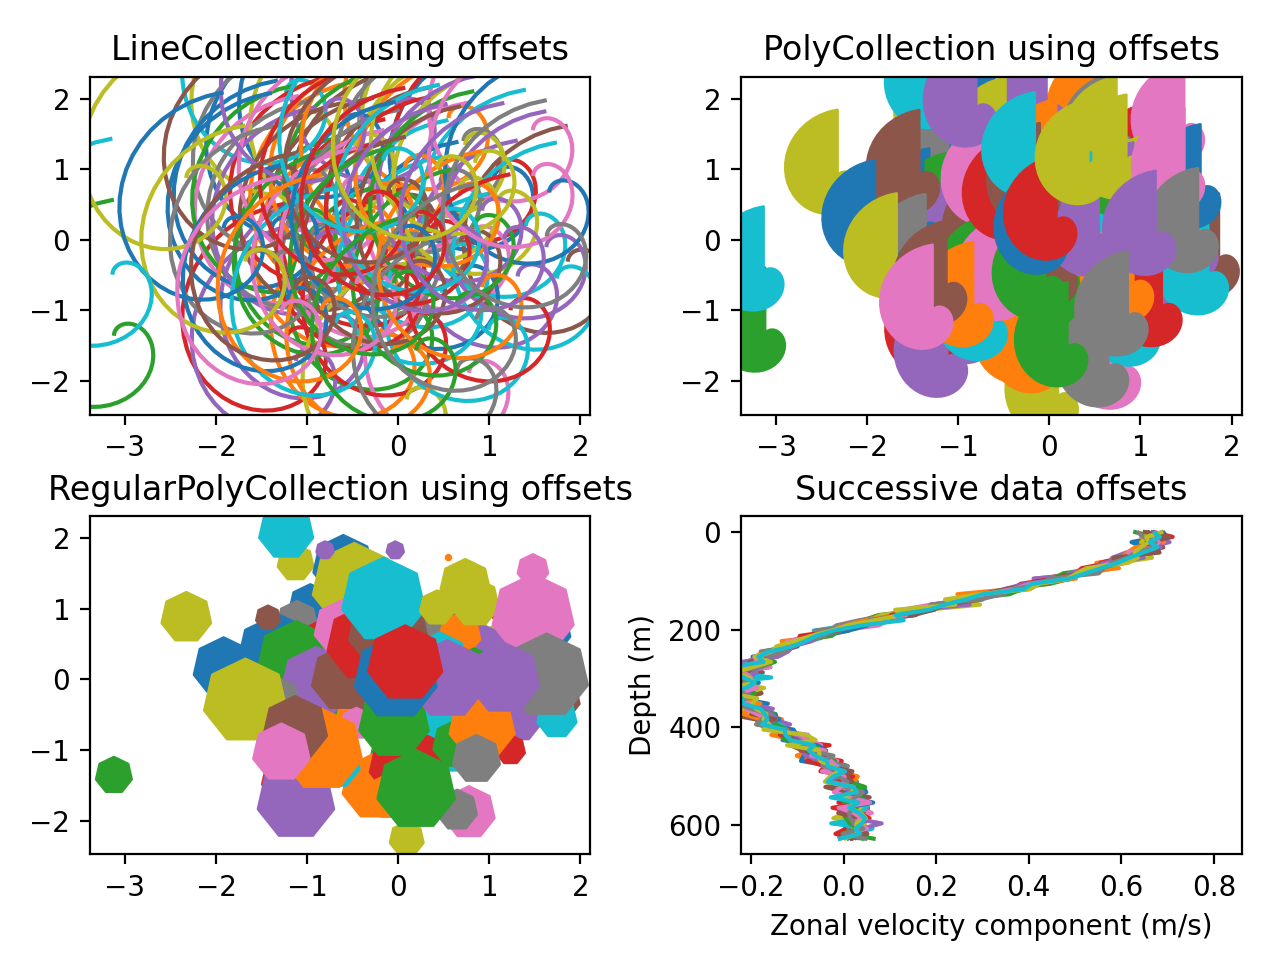 LineCollection using offsets
2
1
0
−1
−2
−3 −2 −1 0 1 2
PolyCollection using offsets
2
1
0
−1
−2
−3 −2 −1 0 1 2
RegularPolyCollection using offsets
2
1
0
−1
−2
−3 −2 −1 0 1 2
Successive data offsets
0
200
400
600
Depth (m)
−0.2 0.0 0.2 0.4 0.6 0.8
Zonal velocity component (m/s)